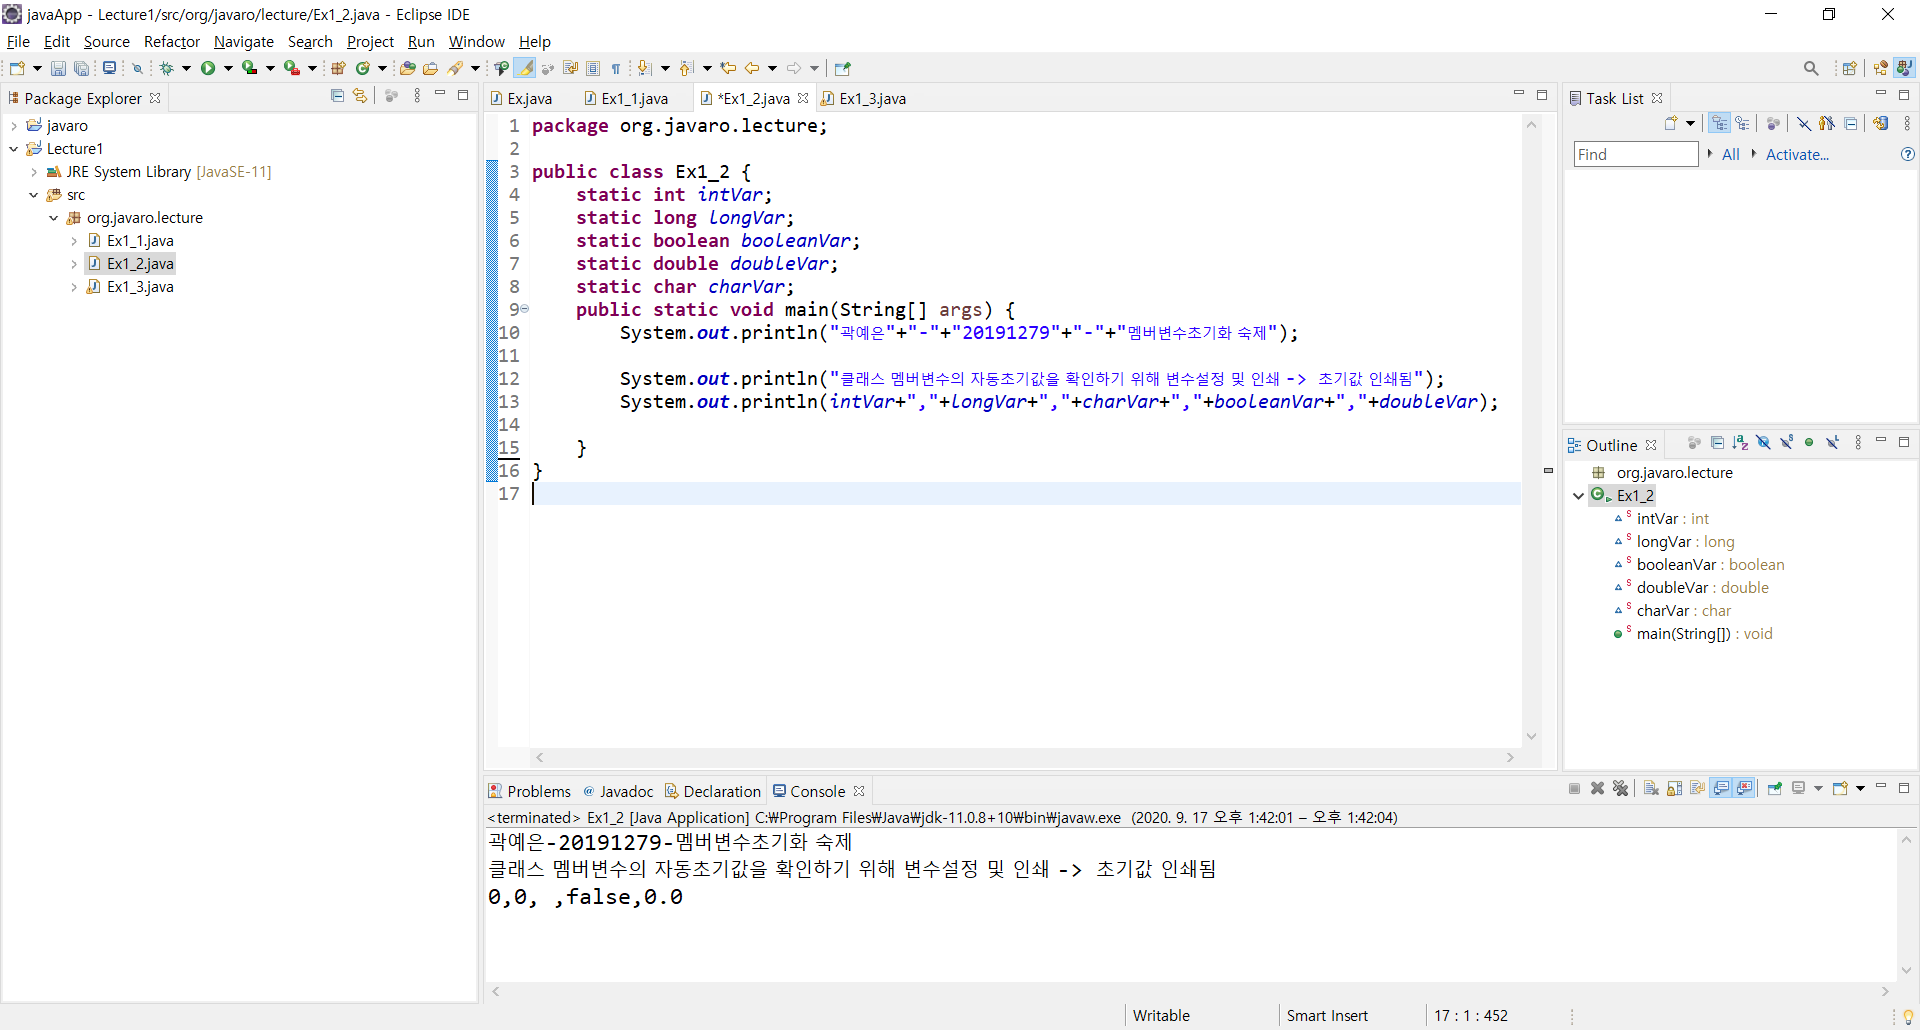 javaApp - Lecture1/src/org/javaro/lecture/Ex1_2.java - Eclipse IDE
File Edit Source Refactor Navigate Search Project Run Window Help
Package Explorer
javaro
Lecture1
JRE System Library [JavaSE-11]
src
org.javaro.lecture
Ex1_1.java
Ex1_2.java
Ex1_3.java
Ex.java Ex1_1.java *Ex1_2.java Ex1_3.java
1 package org.javaro.lecture;
2
3 public class Ex1_2 {
4 static int intVar;
5 static long longVar;
6 static boolean booleanVar;
7 static double doubleVar;
8 static char charVar;
9 public static void main(String[] args) {
10 System.out.println("곽예은"+"-"+"20191279"+"-"+"멤버변수초기화 숙제");
11
12 System.out.println("클래스 멤버변수의 자동초기값을 확인하기 위해 변수설정 및 인쇄 -> 초기값 인쇄됨");
13 System.out.println(intVar+","+longVar+","+charVar+","+booleanVar+","+doubleVar);
14
15 }
16 }
17
Task List
Find All Activate...
Outline
org.javaro.lecture
Ex1_2
intVar : int
longVar : long
booleanVar : boolean
doubleVar : double
charVar : char
main(String[]) : void
Problems @ Javadoc Declaration Console
<terminated> Ex1_2 [Java Application] C:₩Program Files₩Java₩jdk-11.0.8+10₩bin₩javaw.exe (2020. 9. 17 오후 1:42:01 – 오후 1:42:04)
곽예은-20191279-멤버변수초기화 숙제
클래스 멤버변수의 자동초기값을 확인하기 위해 변수설정 및 인쇄 -> 초기값 인쇄됨
0,0, ,false,0.0
Writable Smart Insert 17 : 1 : 452